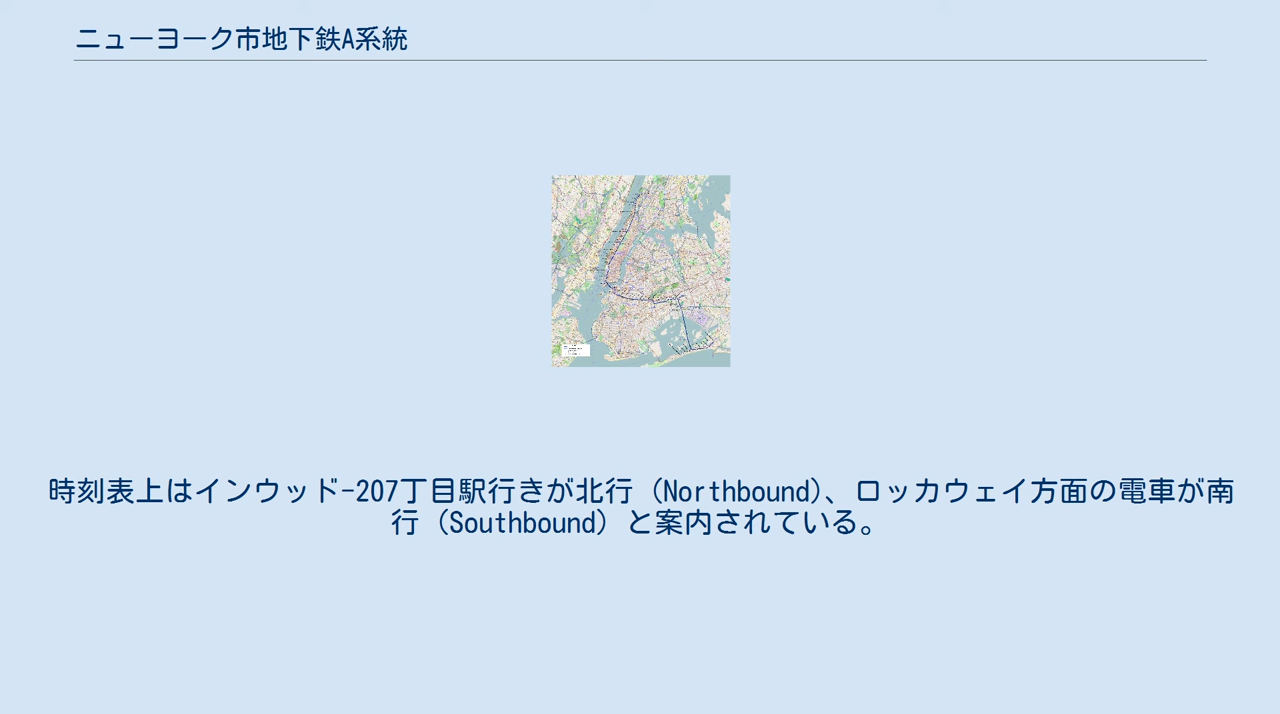 ニューヨーク市地下鉄A系統
時刻表上はインウッド-207丁目駅行きが北行（Northbound）、ロッカウェイ方面の電車が南
行（Southbound）と案内されている。